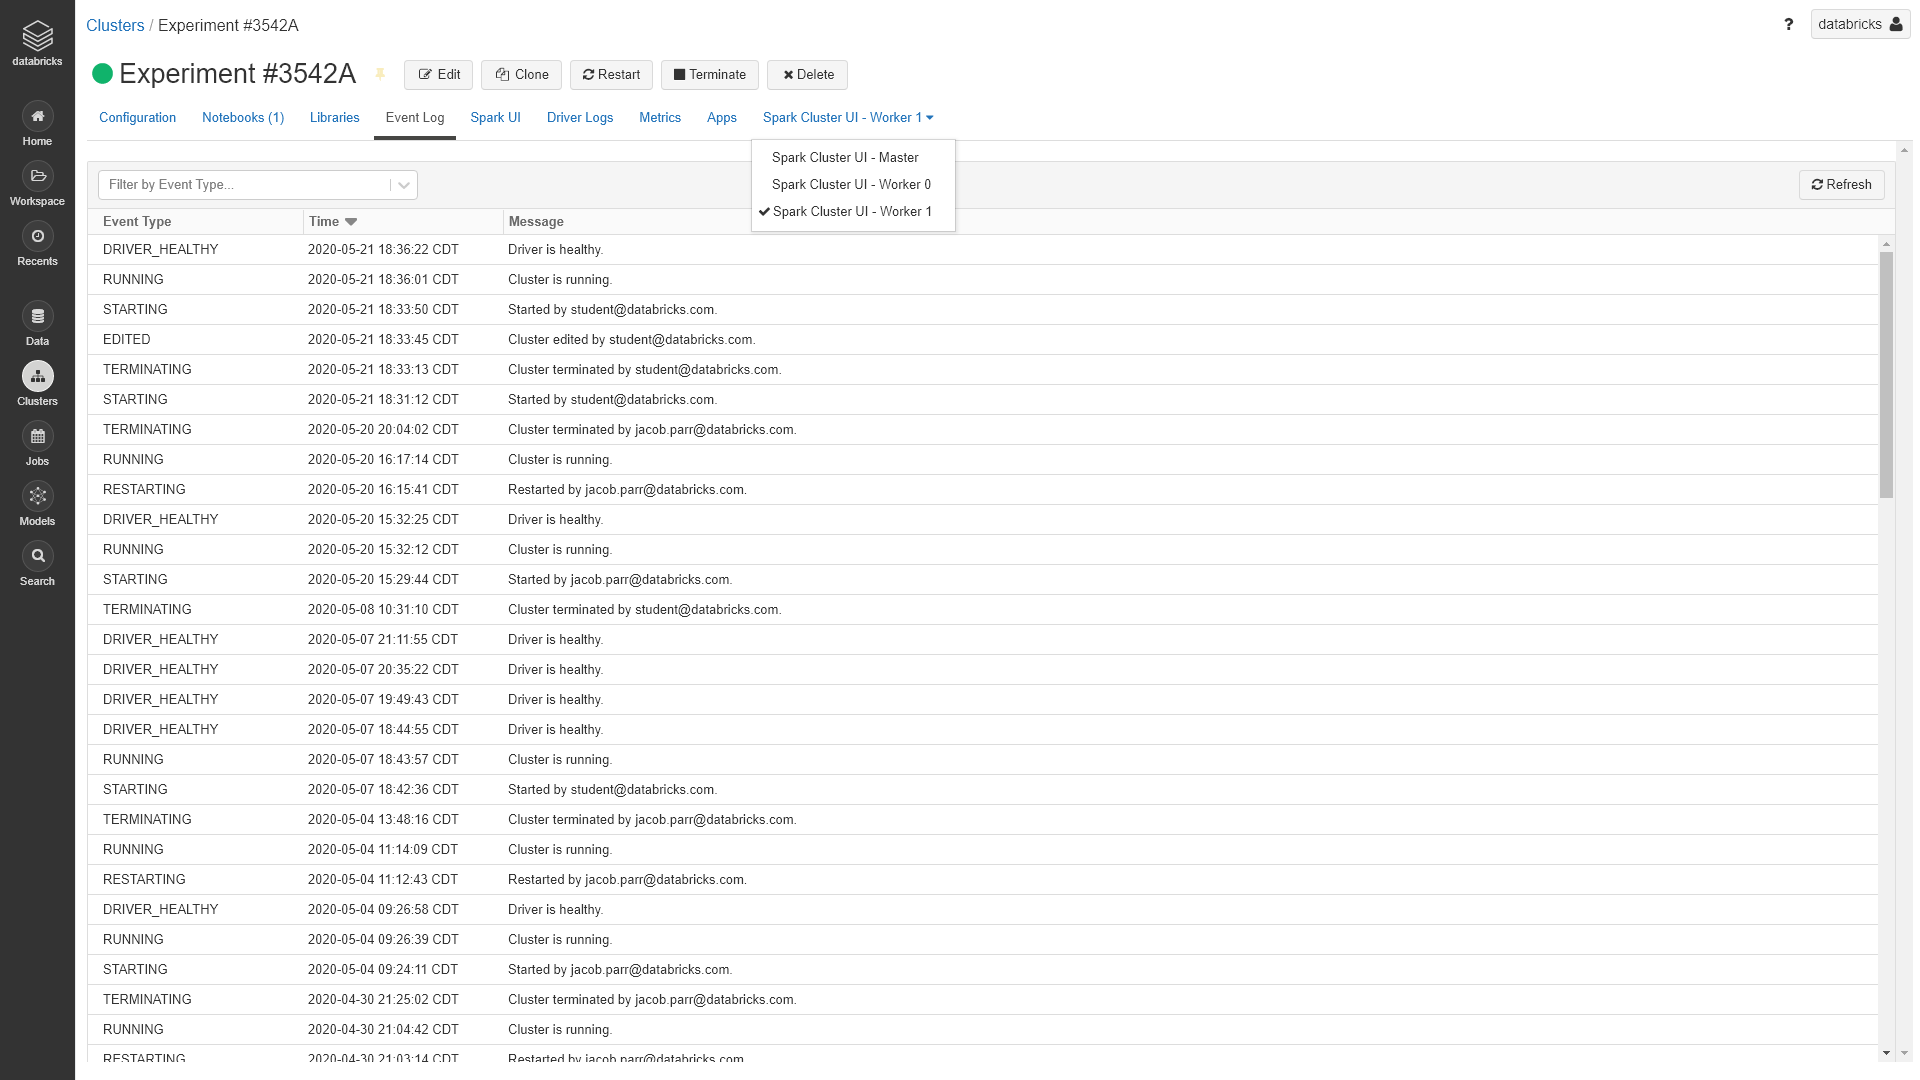 databricks
Home
Workspace
Recents
Data
Clusters
Jobs
Models
Search
Clusters / Experiment #3542A
? databricks
Experiment #3542A Edit Clone Restart Terminate Delete
Configuration Notebooks (1) Libraries Event Log Spark UI Driver Logs Metrics Apps Spark Cluster UI - Worker 1
Spark Cluster UI - Master
Spark Cluster UI - Worker 0
Spark Cluster UI - Worker 1
Filter by Event Type... Refresh
Event Type Time Message
DRIVER_HEALTHY 2020-05-21 18:36:22 CDT Driver is healthy.
RUNNING 2020-05-21 18:36:01 CDT Cluster is running.
STARTING 2020-05-21 18:33:50 CDT Started by student@databricks.com.
EDITED 2020-05-21 18:33:45 CDT Cluster edited by student@databricks.com.
TERMINATING 2020-05-21 18:33:13 CDT Cluster terminated by student@databricks.com.
STARTING 2020-05-21 18:31:12 CDT Started by student@databricks.com.
TERMINATING 2020-05-20 20:04:02 CDT Cluster terminated by jacob.parr@databricks.com.
RUNNING 2020-05-20 16:17:14 CDT Cluster is running.
RESTARTING 2020-05-20 16:15:41 CDT Restarted by jacob.parr@databricks.com.
DRIVER_HEALTHY 2020-05-20 15:32:25 CDT Driver is healthy.
RUNNING 2020-05-20 15:32:12 CDT Cluster is running.
STARTING 2020-05-20 15:29:44 CDT Started by jacob.parr@databricks.com.
TERMINATING 2020-05-08 10:31:10 CDT Cluster terminated by student@databricks.com.
DRIVER_HEALTHY 2020-05-07 21:11:55 CDT Driver is healthy.
DRIVER_HEALTHY 2020-05-07 20:35:22 CDT Driver is healthy.
DRIVER_HEALTHY 2020-05-07 19:49:43 CDT Driver is healthy.
DRIVER_HEALTHY 2020-05-07 18:44:55 CDT Driver is healthy.
RUNNING 2020-05-07 18:43:57 CDT Cluster is running.
STARTING 2020-05-07 18:42:36 CDT Started by student@databricks.com.
TERMINATING 2020-05-04 13:48:16 CDT Cluster terminated by jacob.parr@databricks.com.
RUNNING 2020-05-04 11:14:09 CDT Cluster is running.
RESTARTING 2020-05-04 11:12:43 CDT Restarted by jacob.parr@databricks.com.
DRIVER_HEALTHY 2020-05-04 09:26:58 CDT Driver is healthy.
RUNNING 2020-05-04 09:26:39 CDT Cluster is running.
STARTING 2020-05-04 09:24:11 CDT Started by jacob.parr@databricks.com.
TERMINATING 2020-04-30 21:25:02 CDT Cluster terminated by jacob.parr@databricks.com.
RUNNING 2020-04-30 21:04:42 CDT Cluster is running.
RESTARTING 2020-04-30 21:03:14 CDT Restarted by jacob.parr@databricks.com.